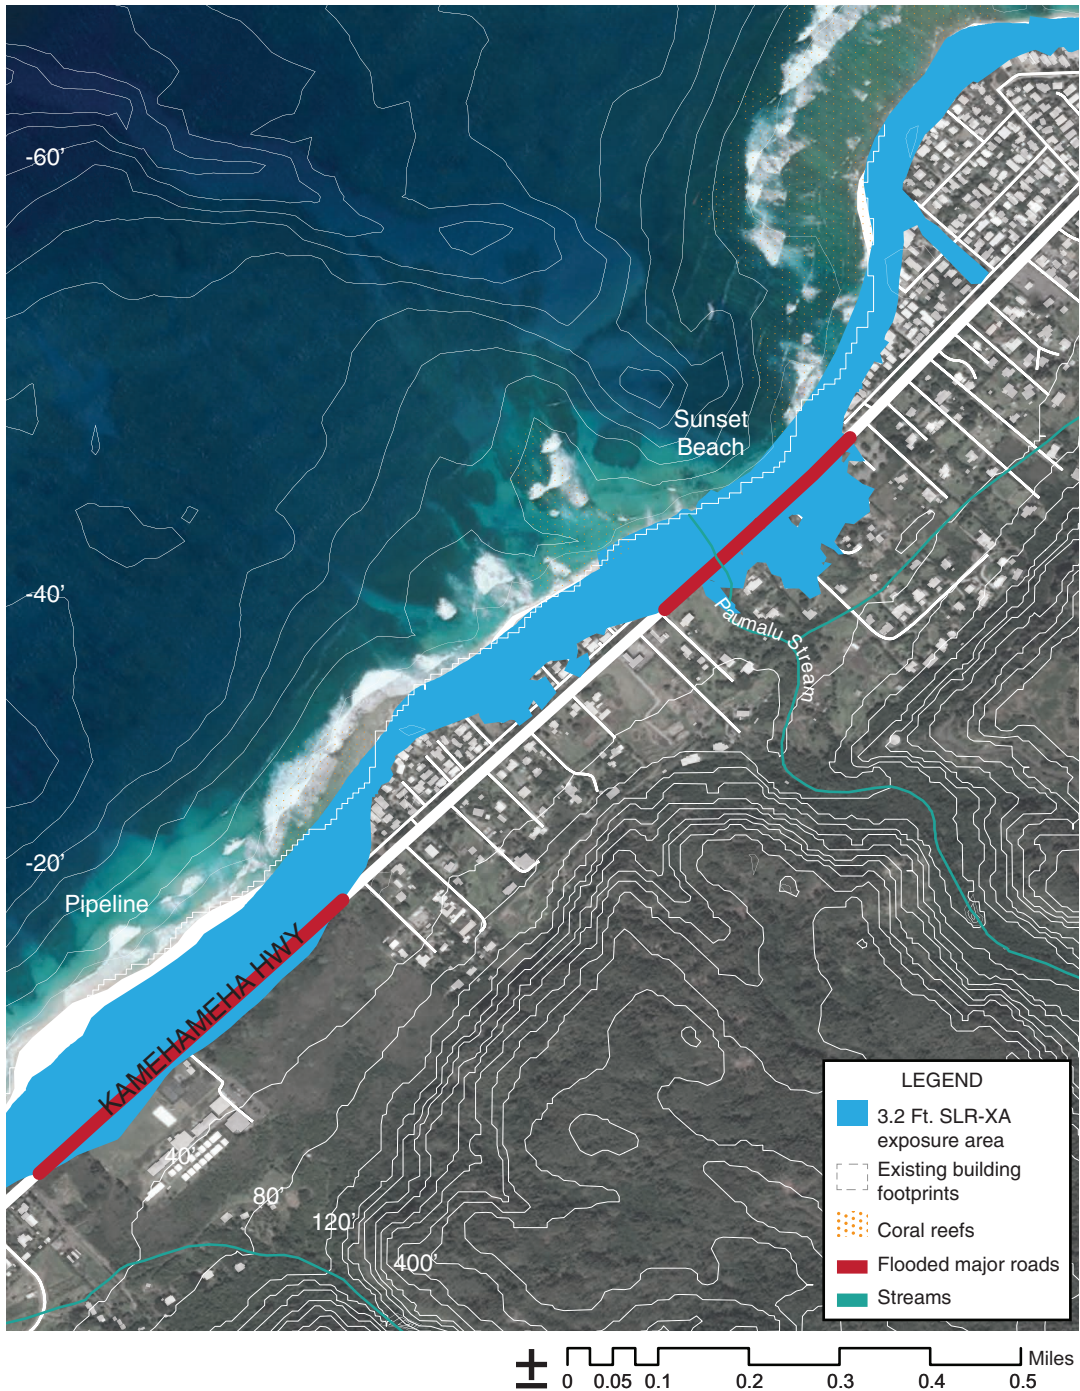 -60’
Sunset
Beach
-40’
Paumalu Stream
-20’
Pipeline
KAMEHAMEHA HWY
40’
80’
120’
400’
LEGEND
3.2 Ft. SLR-XA
exposure area
Existing building
footprints
Coral reefs
Flooded major roads
Streams
Miles
0 0.05 0.1 0.2 0.3 0.4 0.5